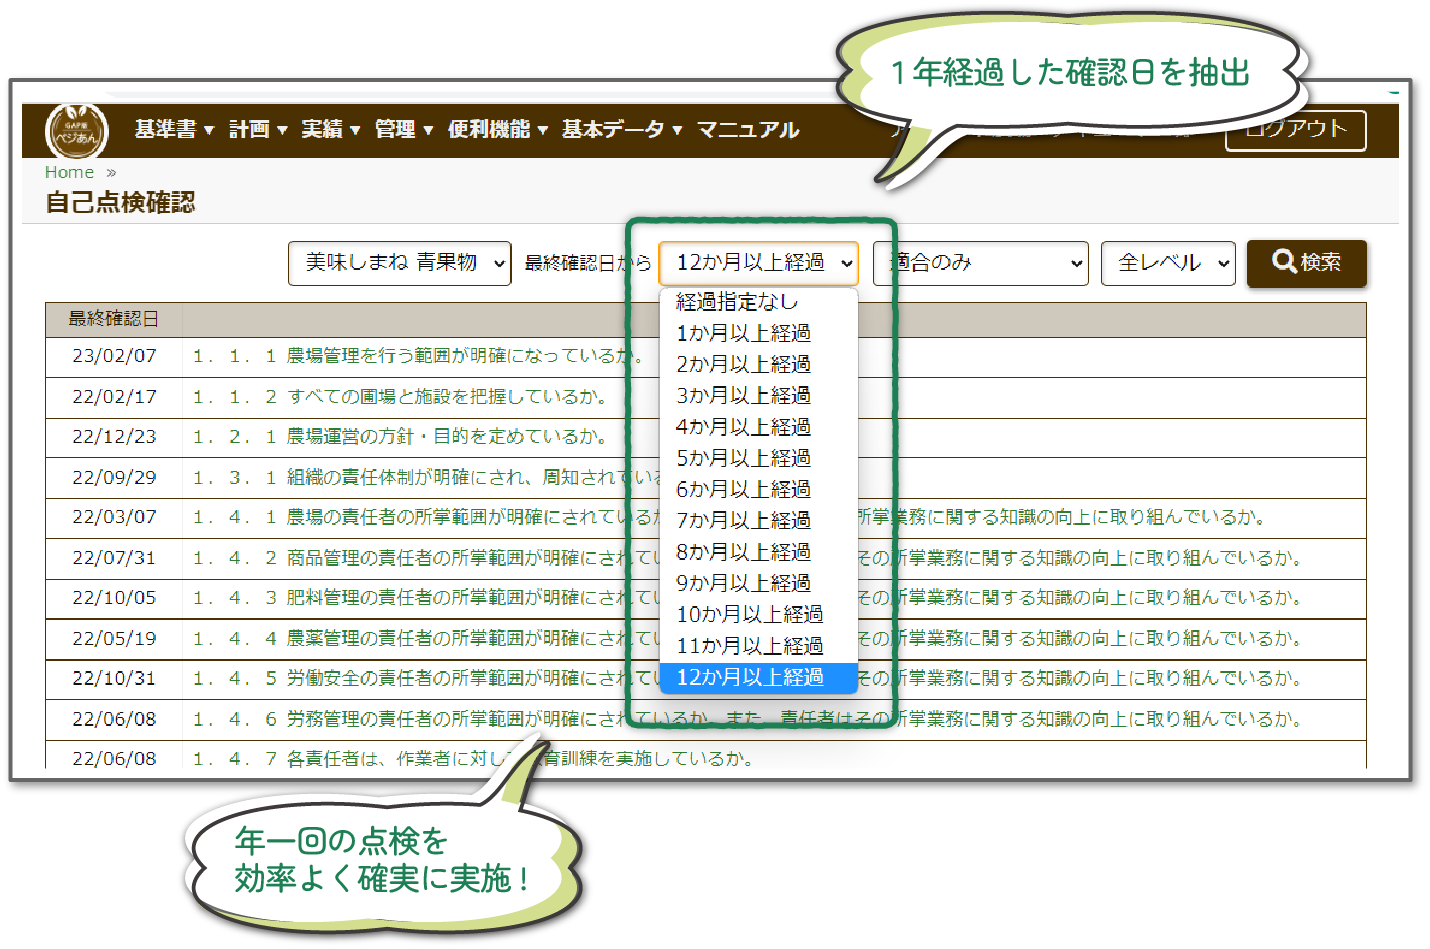 １年経過した確認日を抽出
GAP版
ベジあん
基準書 ▼ 計画 ▼ 実績 ▼ 管理 ▼ 便利機能 ▼ 基本データ ▼ マニュアル
ログアウト
Home »
自己点検確認
美味しまね 青果物 最終確認日から 12か月以上経過 適合のみ 全レベル 検索
経過指定なし
1か月以上経過
2か月以上経過
3か月以上経過
4か月以上経過
5か月以上経過
6か月以上経過
7か月以上経過
8か月以上経過
9か月以上経過
10か月以上経過
11か月以上経過
12か月以上経過
最終確認日
23/02/07 １．１．１ 農場管理を行う範囲が明確になっているか。
22/02/17 １．１．２ すべての圃場と施設を把握しているか。
22/12/23 １．２．１ 農場運営の方針・目的を定めているか。
22/09/29 １．３．１ 組織の責任体制が明確にされ、周知されている
22/03/07 １．４．１ 農場の責任者の所掌範囲が明確にされているか 所掌業務に関する知識の向上に取り組んでいるか。
22/07/31 １．４．２ 商品管理の責任者の所掌範囲が明確にされてい その所掌業務に関する知識の向上に取り組んでいるか。
22/10/05 １．４．３ 肥料管理の責任者の所掌範囲が明確にされてい その所掌業務に関する知識の向上に取り組んでいるか。
22/05/19 １．４．４ 農薬管理の責任者の所掌範囲が明確にされてい その所掌業務に関する知識の向上に取り組んでいるか。
22/10/31 １．４．５ 労働安全の責任者の所掌範囲が明確にされてい その所掌業務に関する知識の向上に取り組んでいるか。
22/06/08 １．４．６ 労務管理の責任者の所掌範囲が明確にされているか。また、責任者はその所掌業務に関する知識の向上に取り組んでいるか。
22/06/08 １．４．７ 各責任者は、作業者に対し 育訓練を実施しているか。
年一回の点検を
効率よく確実に実施！